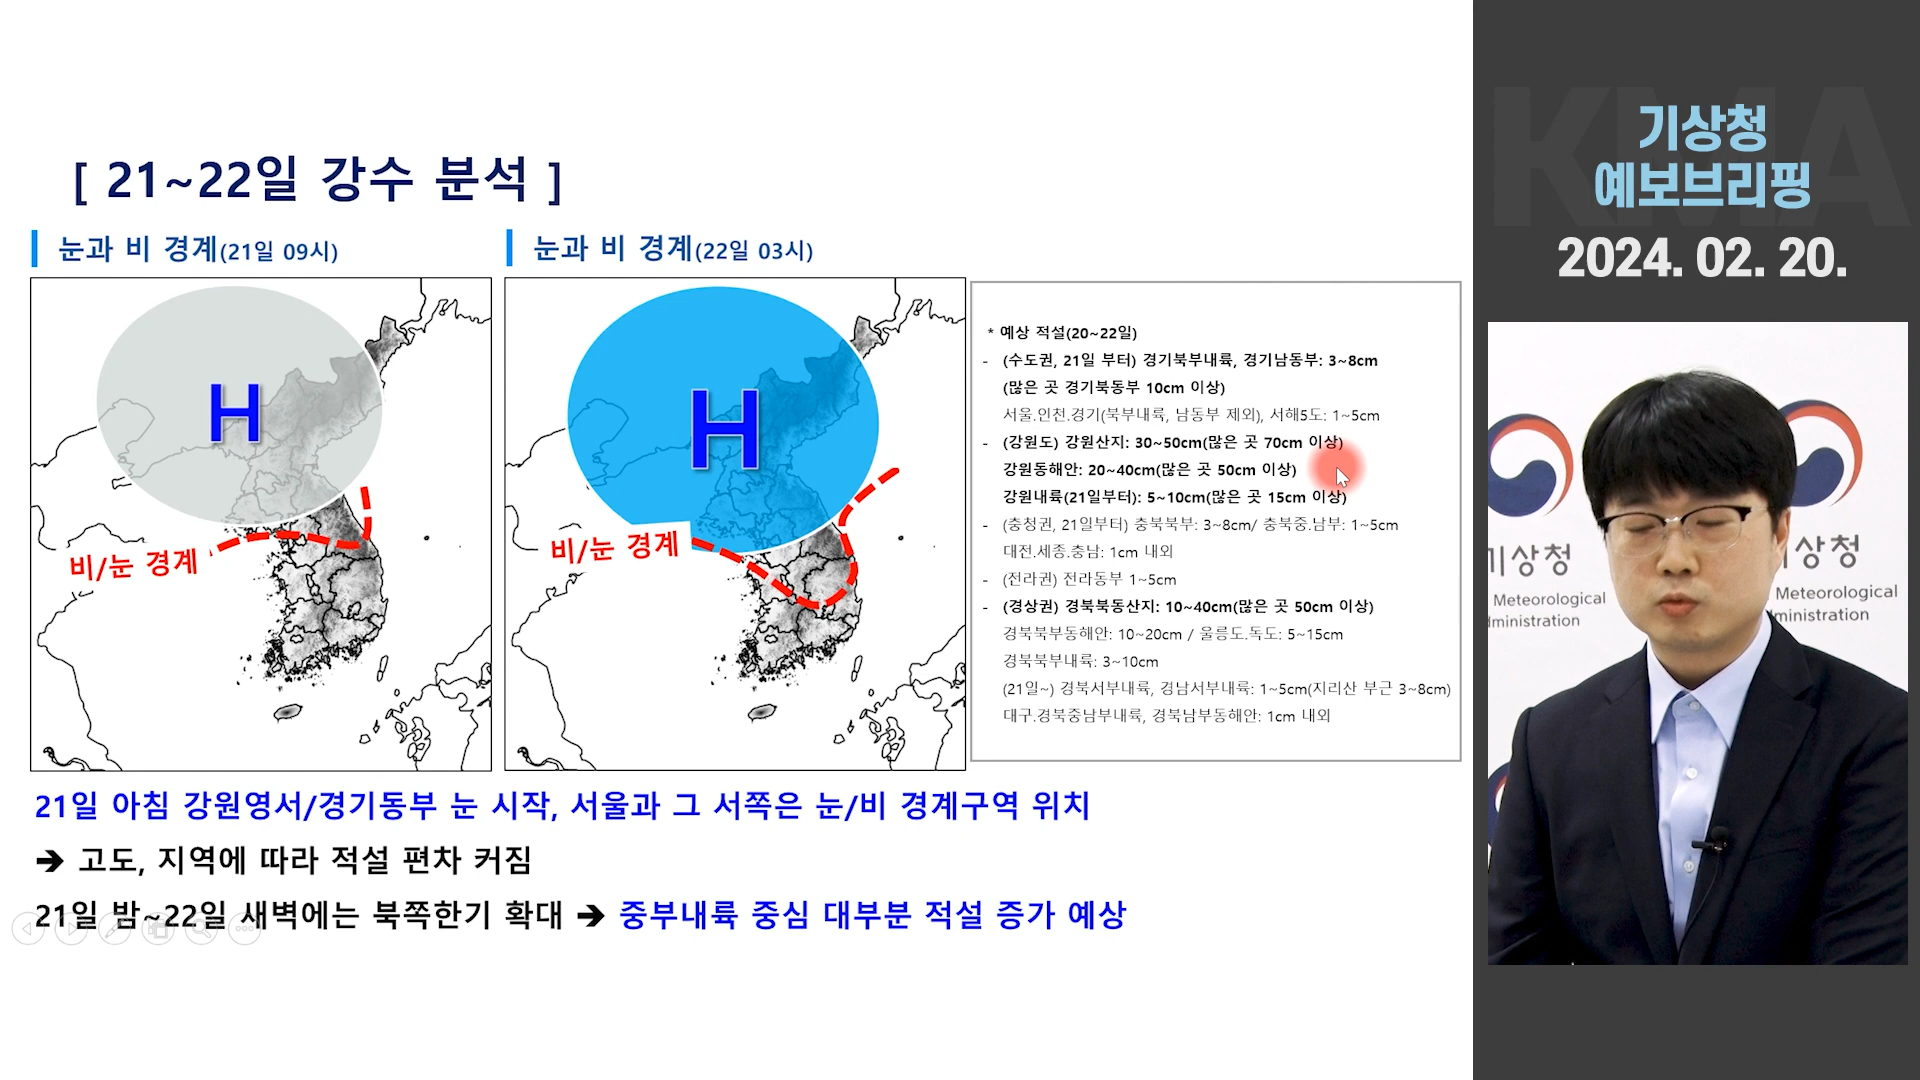 [ 21~22일 강수 분석 ]
눈과 비 경계(21일 09시)
눈과 비 경계(22일 03시)
H
비/눈 경계
H
비/눈 경계
* 예상 적설(20~22일)
- (수도권, 21일 부터) 경기북부내륙, 경기남동부: 3~8cm
(많은 곳 경기북동부 10cm 이상)
서울.인천.경기(북부내륙, 남동부 제외), 서해5도: 1~5cm
- (강원도) 강원산지: 30~50cm(많은 곳 70cm 이상)
강원동해안: 20~40cm(많은 곳 50cm 이상)
강원내륙(21일부터): 5~10cm(많은 곳 15cm 이상)
- (충청권, 21일부터) 충북북부: 3~8cm/ 충북중.남부: 1~5cm
대전.세종.충남: 1cm 내외
- (전라권) 전라동부 1~5cm
- (경상권) 경북북동산지: 10~40cm(많은 곳 50cm 이상)
경북북부동해안: 10~20cm / 울릉도.독도: 5~15cm
경북북부내륙: 3~10cm
(21일~) 경북서부내륙, 경남서부내륙: 1~5cm(지리산 부근 3~8cm)
대구.경북중남부내륙, 경북남부동해안: 1cm 내외
21일 아침 강원영서/경기동부 눈 시작, 서울과 그 서쪽은 눈/비 경계구역 위치
➔ 고도, 지역에 따라 적설 편차 커짐
21일 밤~22일 새벽에는 북쪽한기 확대 ➔ 중부내륙 중심 대부분 적설 증가 예상
KMA
기상청
예보브리핑
2024. 02. 20.
기상청
Meteorological
ministration
상청
Meteorological
ministration